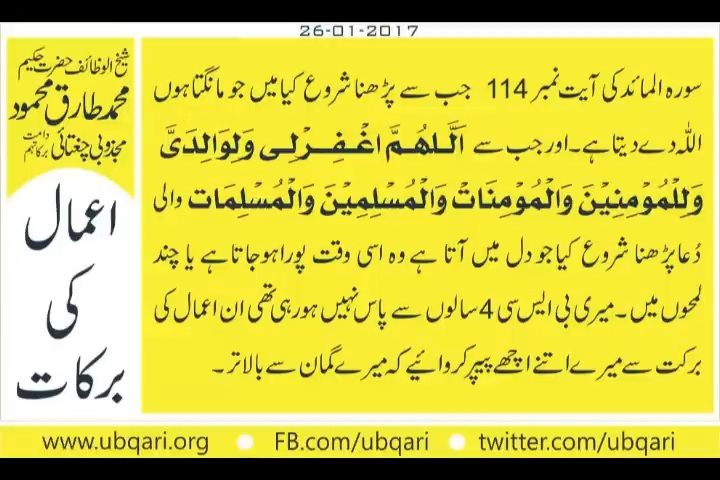 26-01-2017
شیخ الوظائف حضرت حکیم
محمد طارق محمود
مجذوبی چغتائی دامت برکاتہم
اعمال
کی
برکات
سورہ المائد کی آیت نمبر 114 جب سے پڑھنا شروع کیا میں جو مانگتا ہوں
اللہ دے دیتا ہے۔ اور جب سے اَللّٰهُمَّ اغْفِرْلِی وَلِوَالِدَیَّ
وَلِلْمُوْمِنِیْنَ وَالْمُوْمِنَاتْ وَالْمُسْلِمِیْنَ وَالْمُسْلِمَات والی
دُعا پڑھنا شروع کیا جو دل میں آتا ہے وہ اسی وقت پورا ہوجاتا ہے یا چند
لمحوں میں۔ میری بی ایس سی 4 سالوں سے پاس نہیں ہو رہی تھی ان اعمال کی
برکت سے میرے اتنے اچھے پیپر کروائیے کہ میرے گمان سے بالا تر۔
www.ubqari.org FB.com/ubqari twitter.com/ubqari